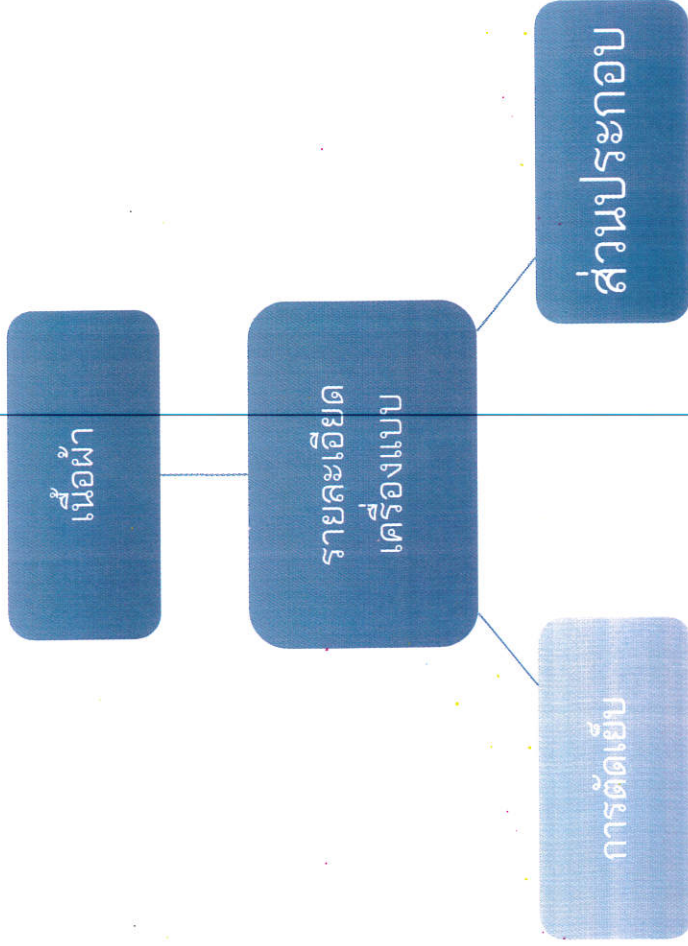 เนื้อผ้า
รายละเอียด
เครื่องแบบ
การตัดเย็บ
ส่วนประกอบ